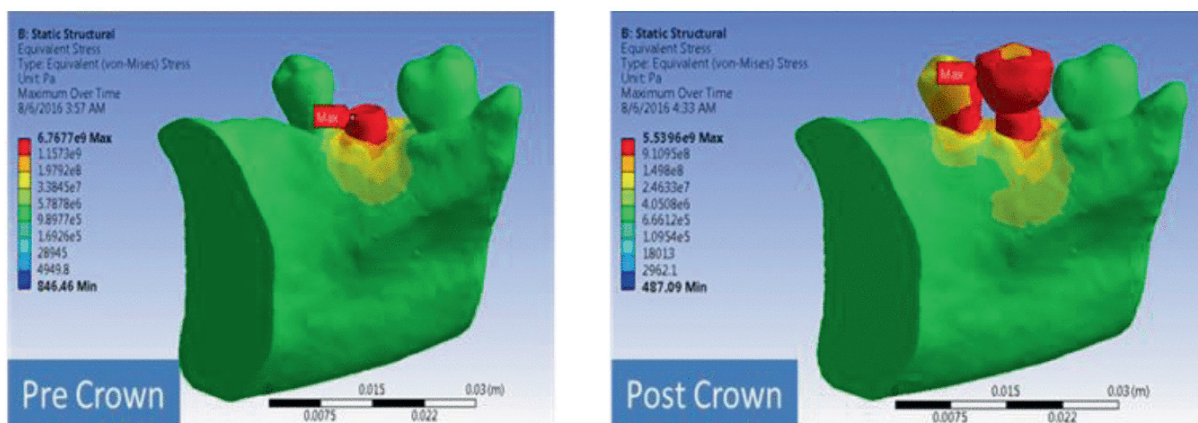 B: Static Structural
Equivalent Stress
Type: Equivalent (von-Mises) Stress
Unit: Pa
Maximum Over Time
8/6/2016 3:57 AM
6.7677e9 Max
1.1573e9
1.9792e8
3.3845e7
5.7878e6
9.8977e5
1.6926e5
28945
4949.8
846.46 Min
Max
Pre Crown
0.015
0.03 (m)
0.0075
0.022
B: Static Structural
Equivalent Stress
Type: Equivalent (von-Mises) Stress
Unit: Pa
Maximum Over Time
8/6/2016 4:33 AM
5.5396e9 Max
9.1095e8
1.498e8
2.4633e7
4.0506e6
6.6612e5
1.0954e5
18013
2962.1
487.09 Min
Max
Post Crown
0
0.015
0.03 (m)
0.0075
0.022